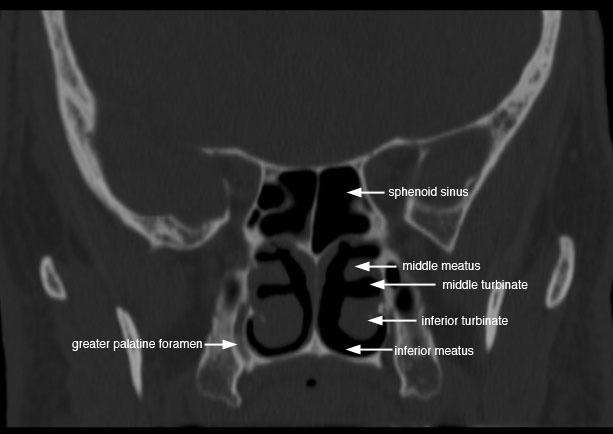 sphenoid sinus
middle meatus
middle turbinate
inferior turbinate
greater palatine foramen
inferior meatus